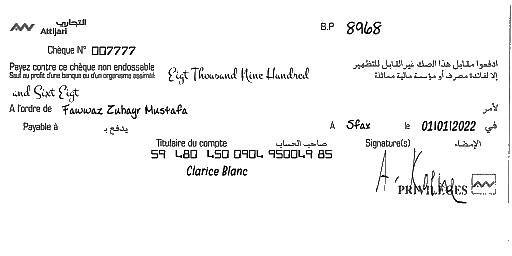 التجاري
Attijari
B.P 8968
Chèque N° 007777
Payez contre ce chèque non endossable
Sauf au profit d'une banque ou d'un organisme assimilé
Eigt Thousand Nine Hundred
ادفعوا مقابل هذا الصك غير القابل للتظهير
إلا لفائدة مصرف أو مؤسسة مالية مماثلة
and Sixt Eigt
A l'ordre de Fawwaz Zuhayr Mustafa لأمر
Payable à يدفع بـ A Sfax le 01/01/2022 في
Titulaire du compte صاحب الحساب Signature(s) الإمضاء
59 480 450 0904 950049 85
Clarice Blanc
PRIVILEGES